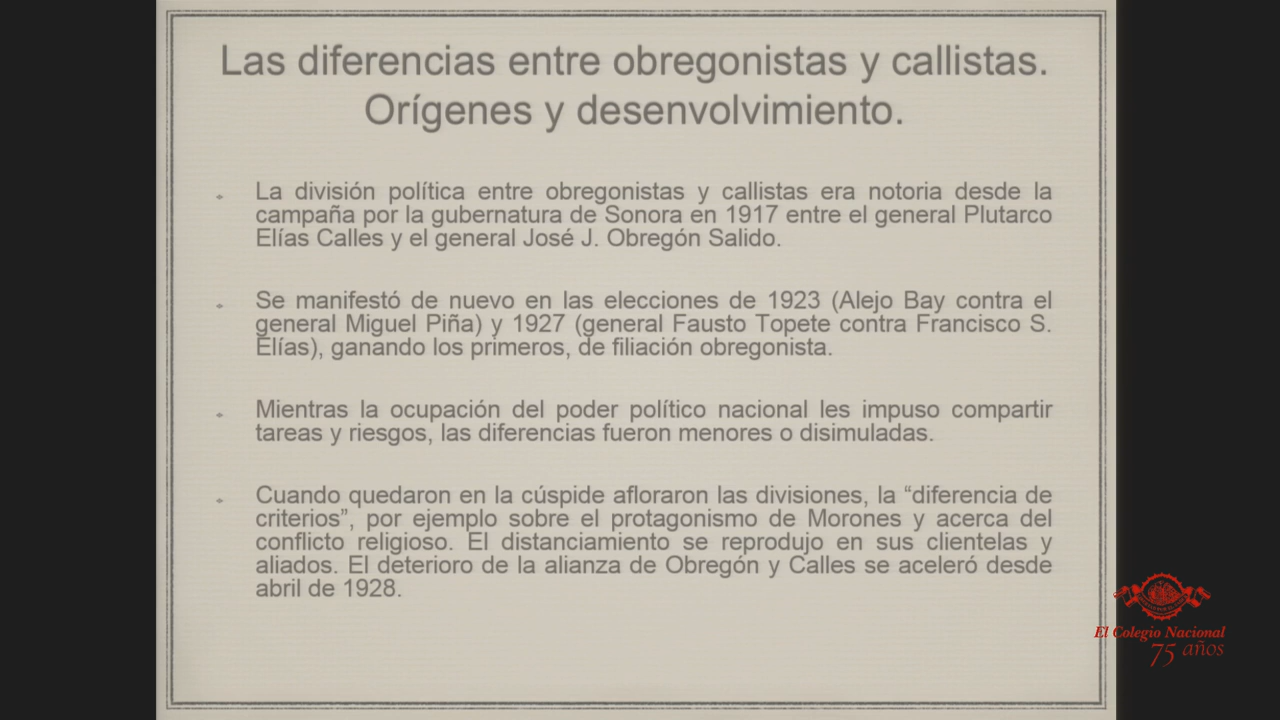 Las diferencias entre obregonistas y callistas.
Orígenes y desenvolvimiento.
La división política entre obregonistas y callistas era notoria desde la
campaña por la gubernatura de Sonora en 1917 entre el general Plutarco
Elías Calles y el general José J. Obregón Salido.
Se manifestó de nuevo en las elecciones de 1923 (Alejo Bay contra el
general Miguel Piña) y 1927 (general Fausto Topete contra Francisco S.
Elías), ganando los primeros, de filiación obregonista.
Mientras la ocupación del poder político nacional les impuso compartir
tareas y riesgos, las diferencias fueron menores o disimuladas.
Cuando quedaron en la cúspide afloraron las divisiones, la “diferencia de
criterios”, por ejemplo sobre el protagonismo de Morones y acerca del
conflicto religioso. El distanciamiento se reprodujo en sus clientelas y
aliados. El deterioro de la alianza de Obregón y Calles se aceleró desde
abril de 1928.
El Colegio Nacional
75 años